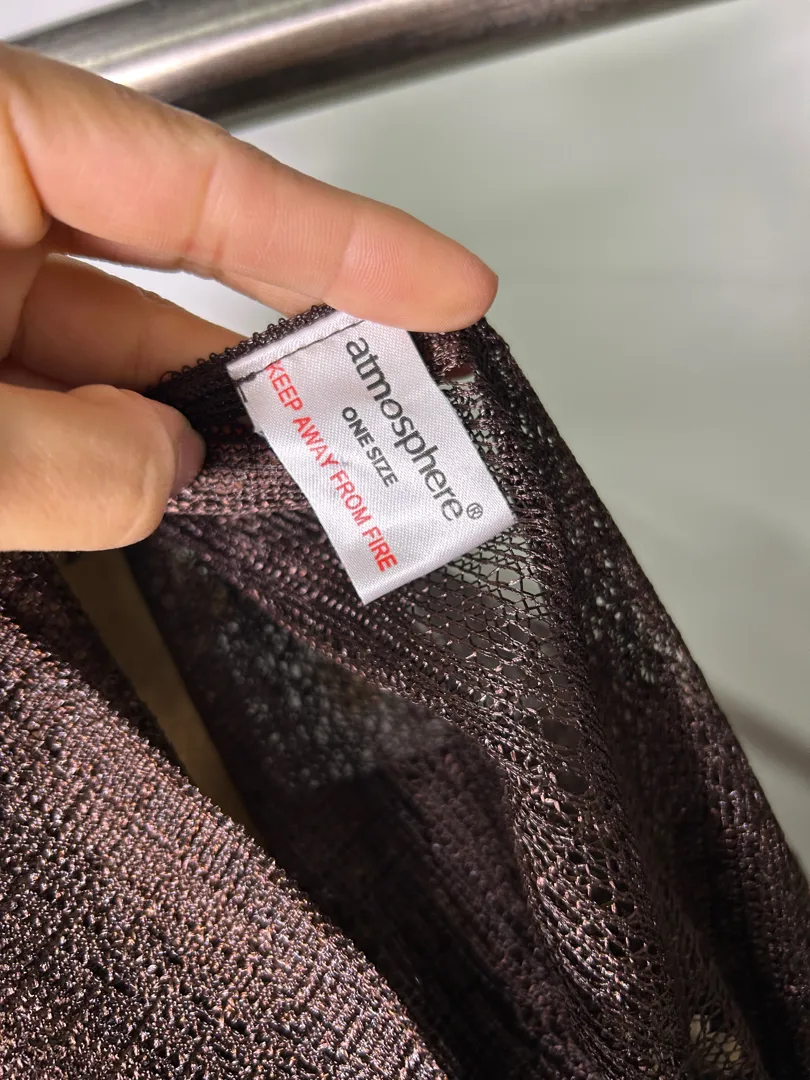 atmosphere®
ONE SIZE
KEEP AWAY FROM FIRE